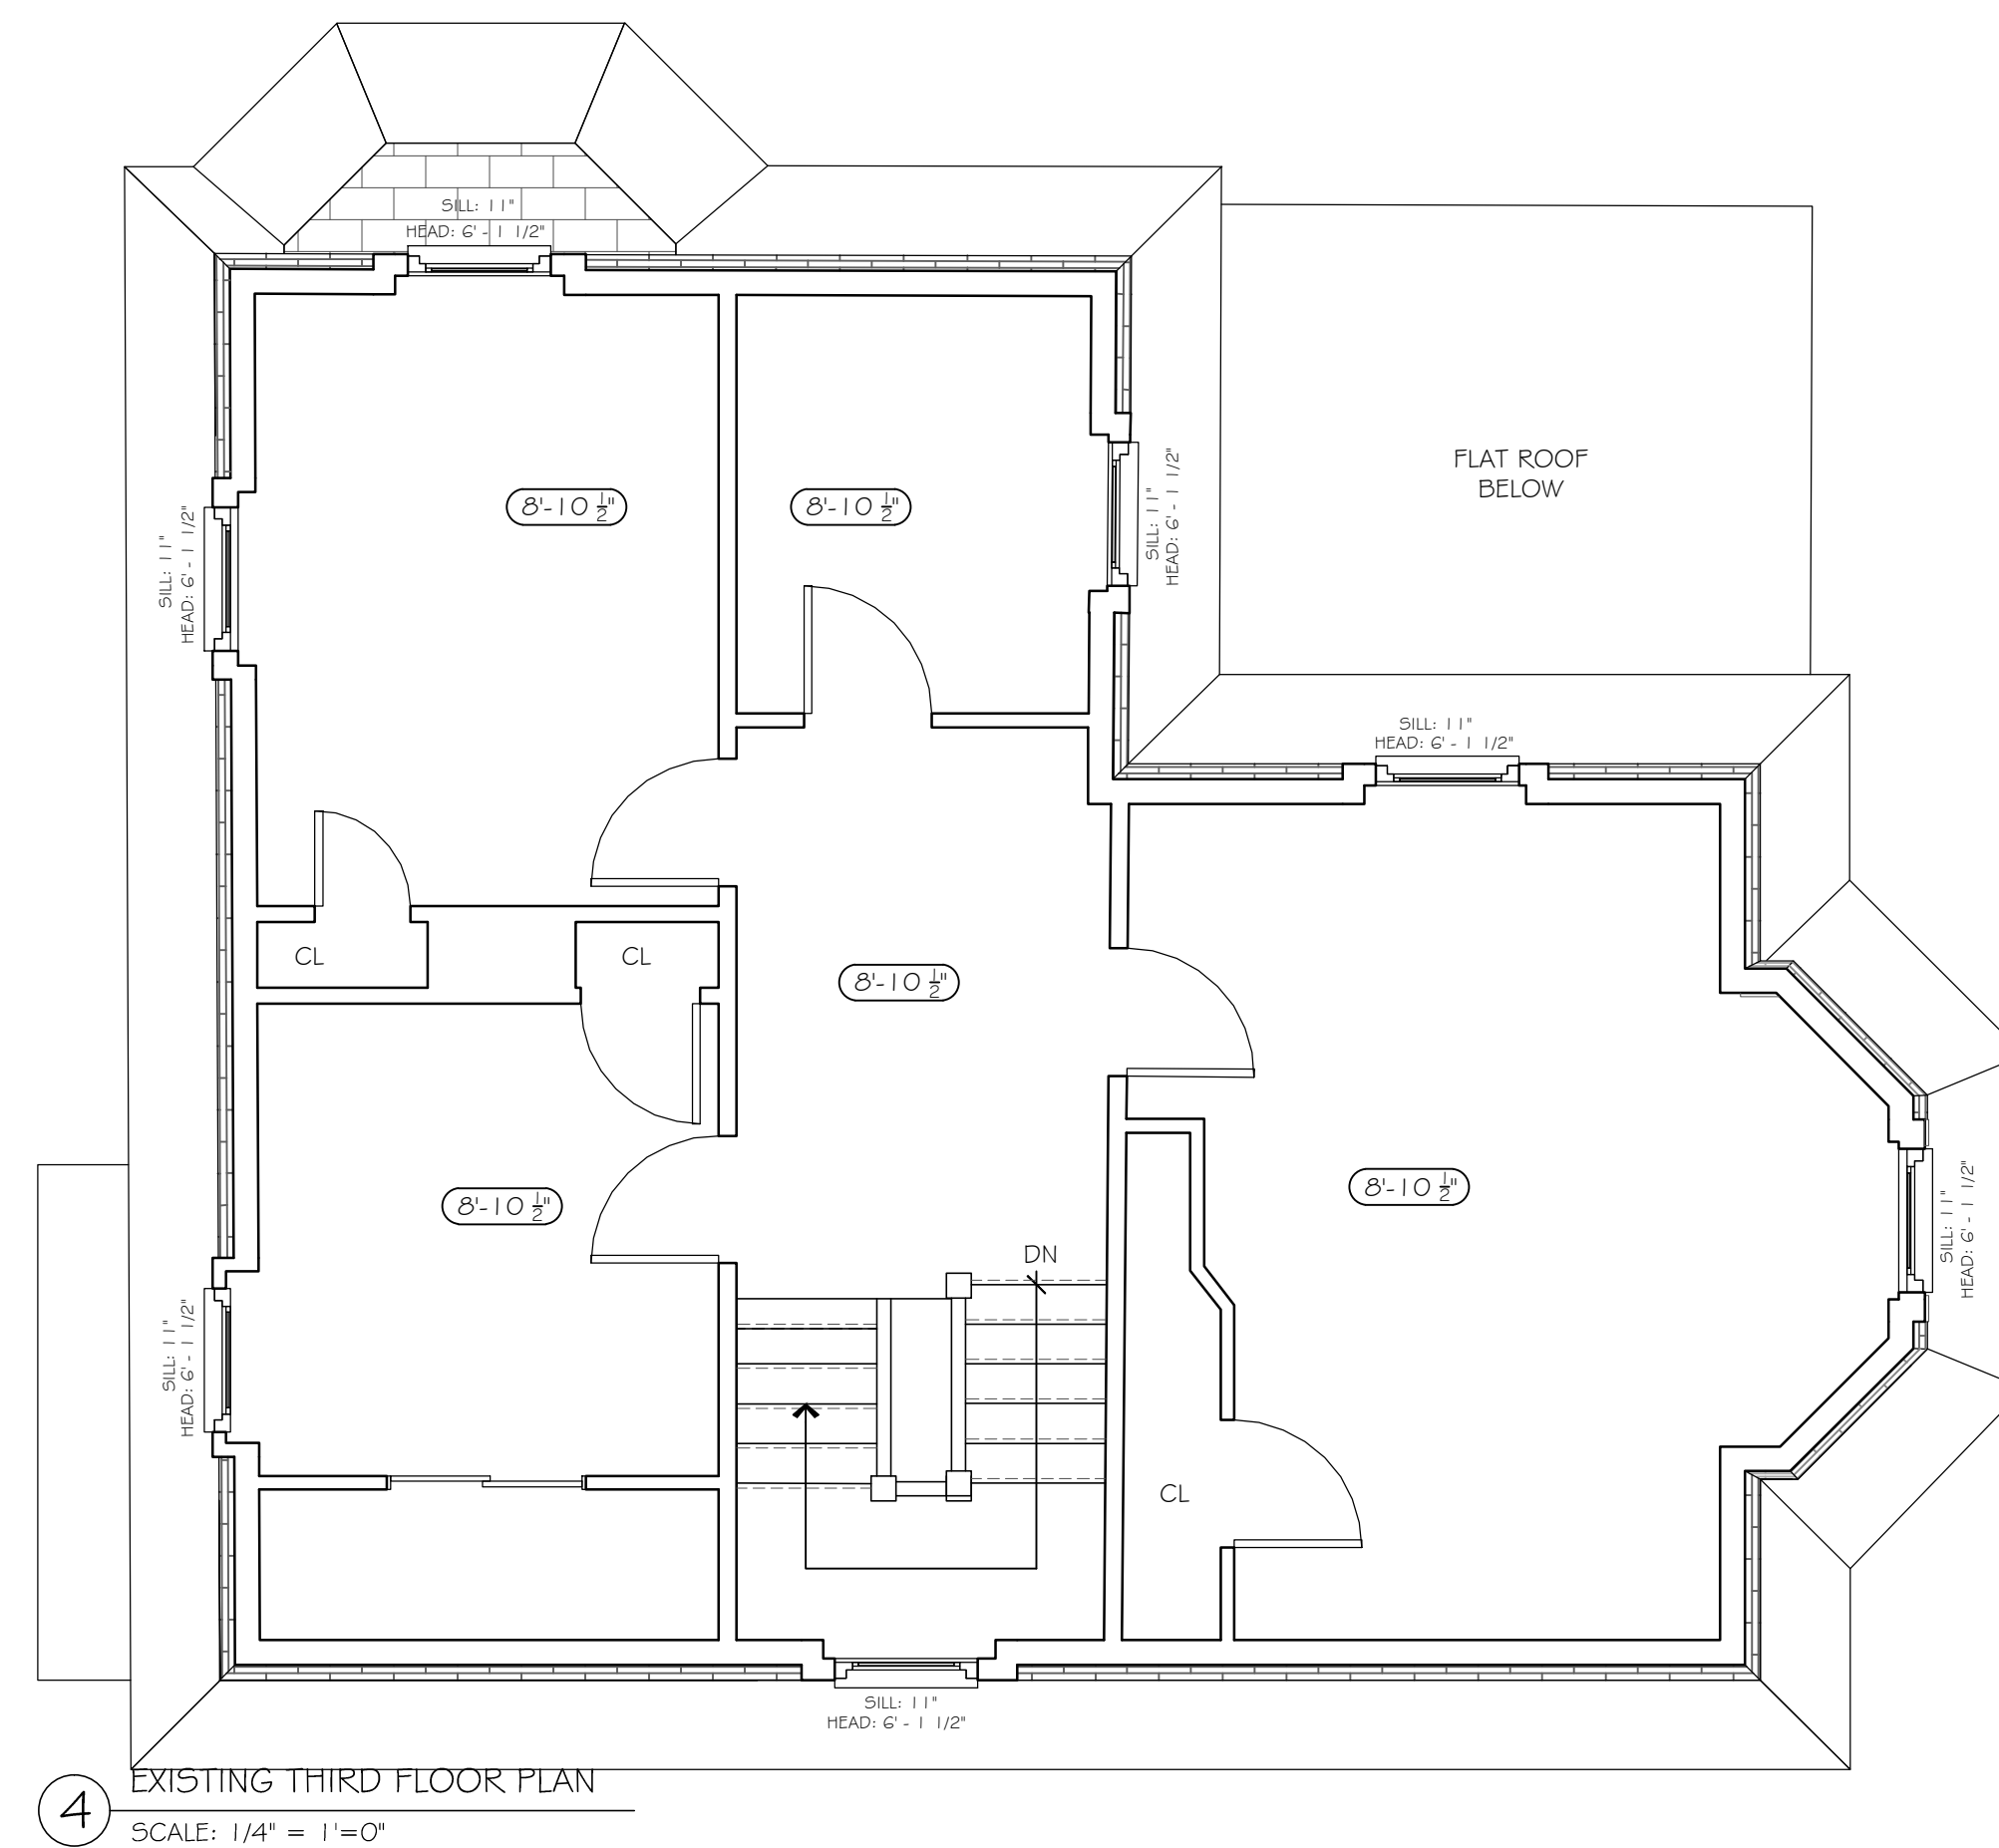 SILL: 11"
HEAD: 6' - 1 1/2"
FLAT ROOF
BELOW
8'-10 1/2"
8'-10 1/2"
SILL: 11"
HEAD: 6' - 1 1/2"
SILL: 11"
HEAD: 6' - 1 1/2"
SILL: 11"
HEAD: 6' - 1 1/2"
CL
CL
8'-10 1/2"
8'-10 1/2"
8'-10 1/2"
SILL: 11"
HEAD: 6' - 1 1/2"
DN
SILL: 11"
HEAD: 6' - 1 1/2"
CL
SILL: 11"
HEAD: 6' - 1 1/2"
4
EXISTING THIRD FLOOR PLAN
SCALE: 1/4" = 1'=0"